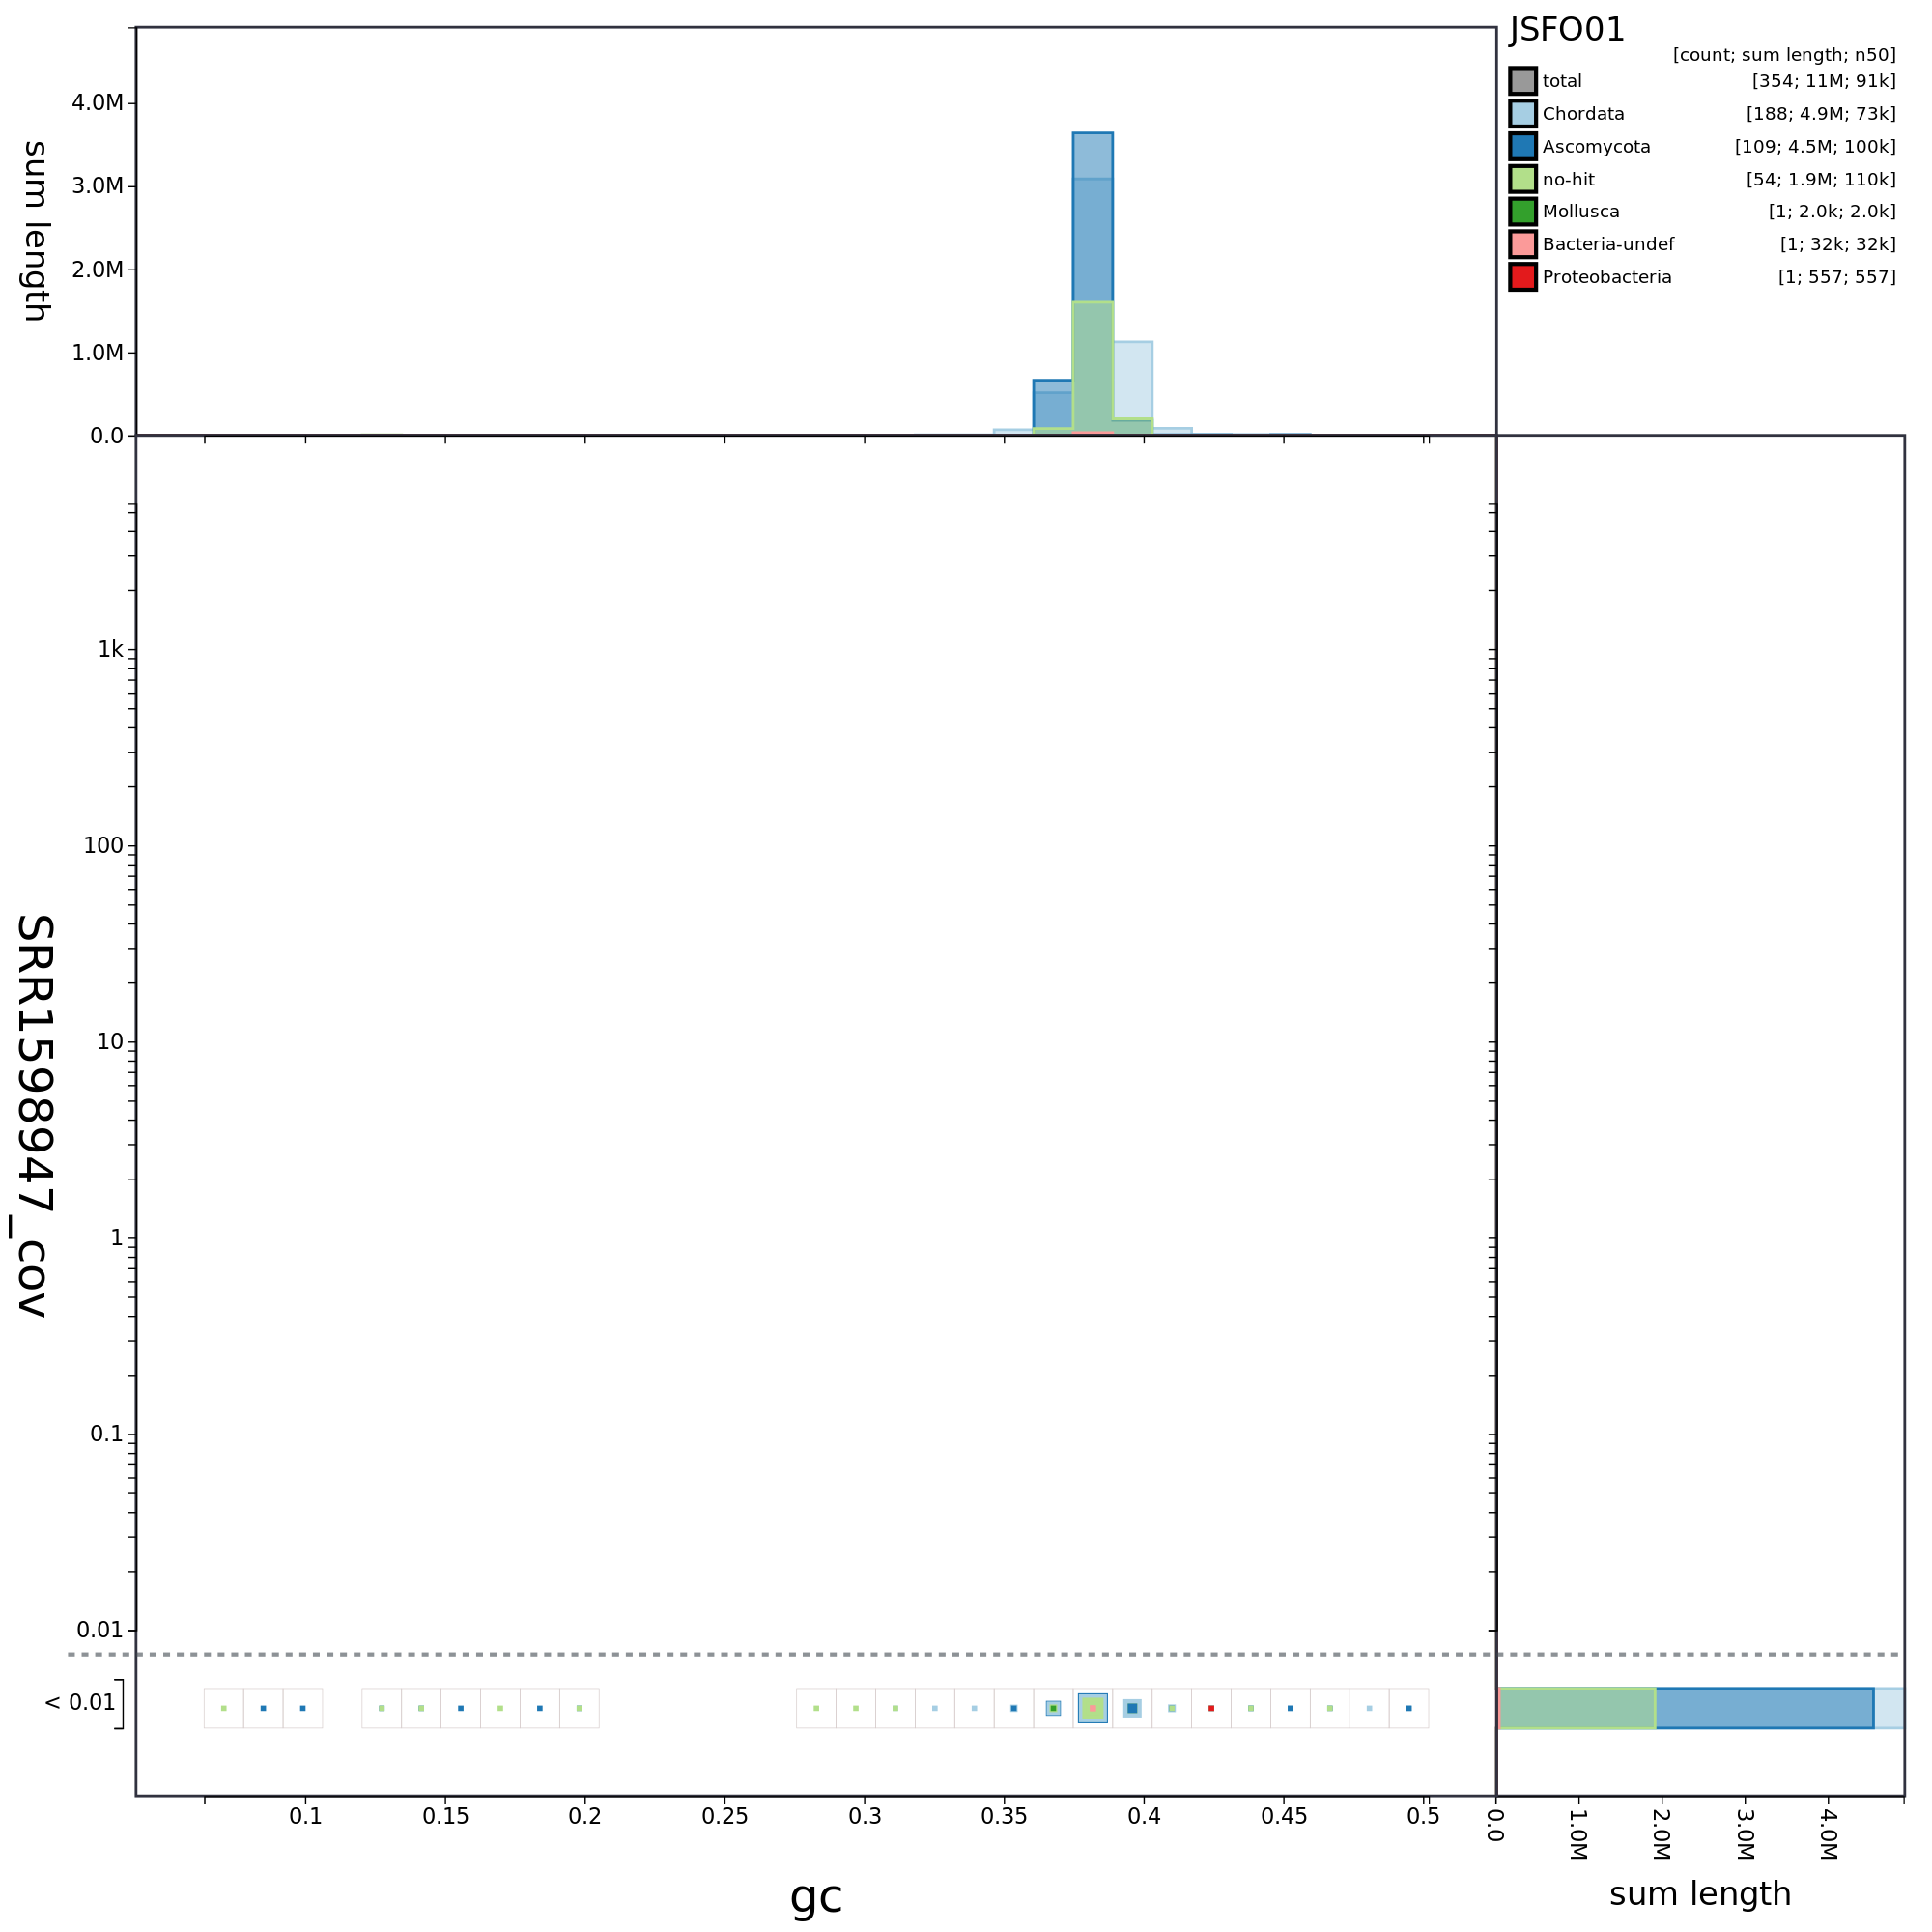 JSFO01
[count; sum length; n50]
total [354; 11M; 91k]
Chordata [188; 4.9M; 73k]
Ascomycota [109; 4.5M; 100k]
no-hit [54; 1.9M; 110k]
Mollusca [1; 2.0k; 2.0k]
Bacteria-undef [1; 32k; 32k]
Proteobacteria [1; 557; 557]
sum length
4.0M
3.0M
2.0M
1.0M
0.0
SRR1598947_cov
1k
100
10
1
0.1
0.01
< 0.01
0.1 0.15 0.2 0.25 0.3 0.35 0.4 0.45 0.5
gc
0.0 1.0M 2.0M 3.0M 4.0M
sum length